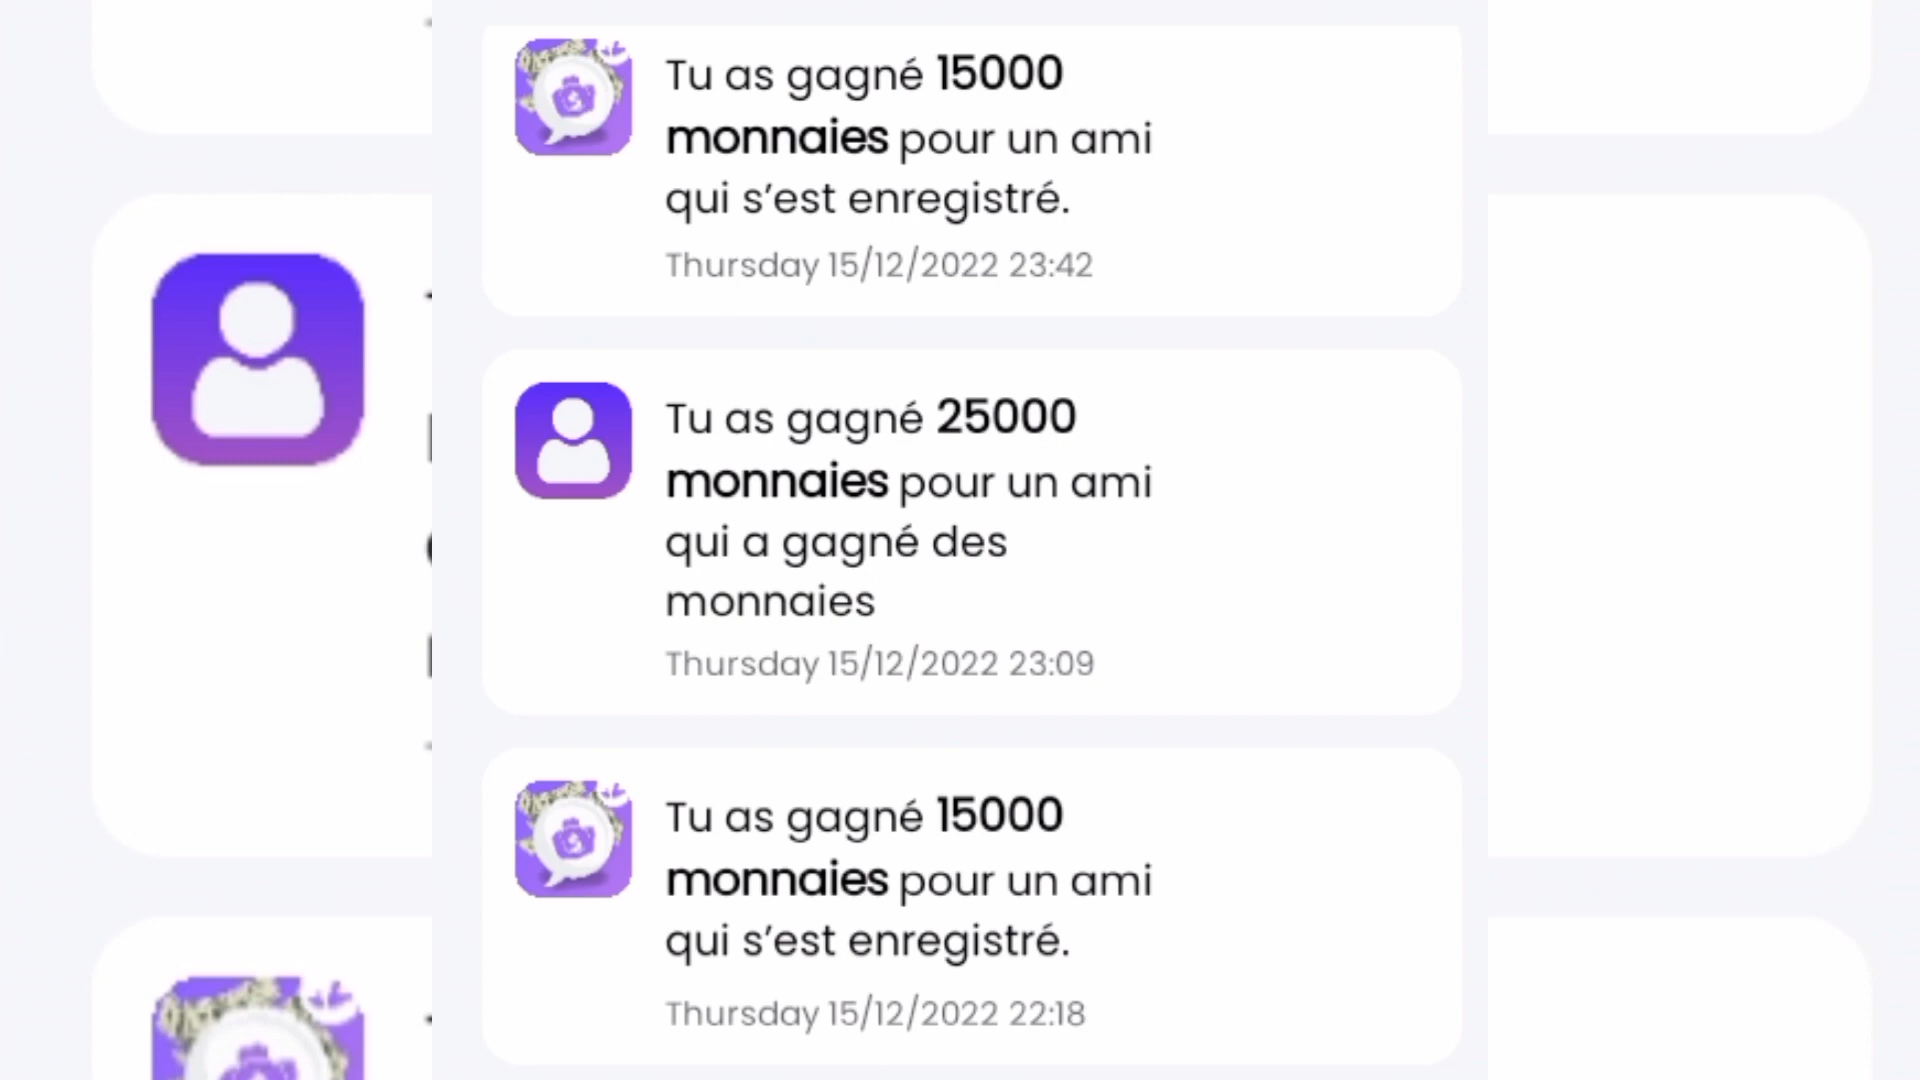 Tu as gagné 15000
monnaies pour un ami
qui s’est enregistré.
Thursday 15/12/2022 23:42
Tu as gagné 25000
monnaies pour un ami
qui a gagné des
monnaies
Thursday 15/12/2022 23:09
Tu as gagné 15000
monnaies pour un ami
qui s’est enregistré.
Thursday 15/12/2022 22:18